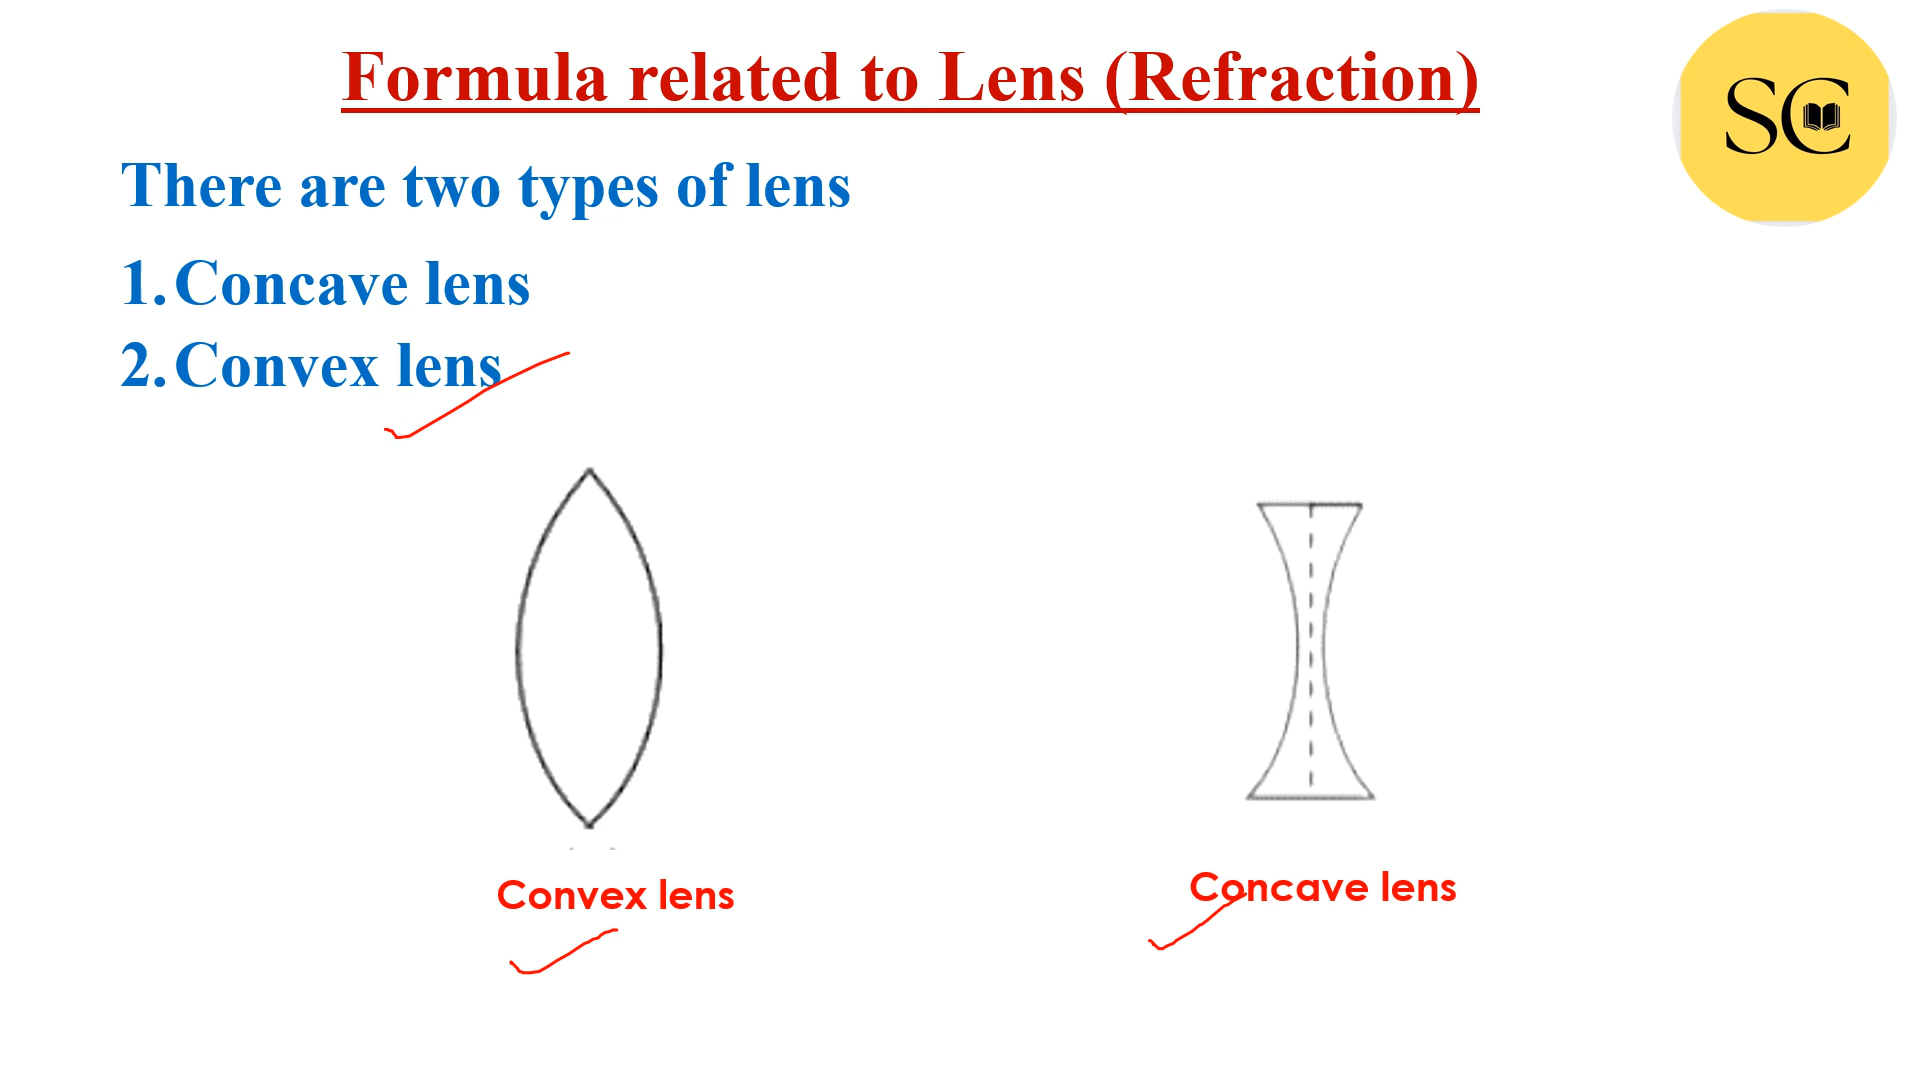 Formula related to Lens (Refraction)
SC
There are two types of lens
1. Concave lens
2. Convex lens
Convex lens
Concave lens